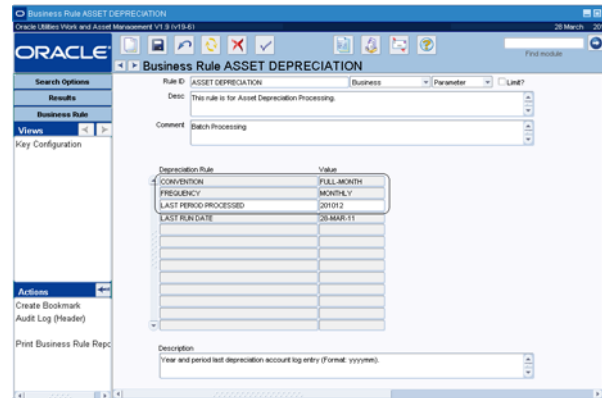 Business Rule ASSET DEPRECIATION
Oracle Utilities Work and Asset Management V1.9 (v19-6)
28 March 20
ORACLE
Find module
Business Rule ASSET DEPRECIATION
Search Options
Results
Business Rule
Views
Key Configuration
Rule ID ASSET DEPRECIATION Business Parameter Limit?
Desc This rule is for Asset Depreciation Processing.
Comment Batch Processing
Depreciation Rule Value
CONVENTION FULL-MONTH
FREQUENCY MONTHLY
LAST PERIOD PROCESSED 201012
LAST RUN DATE 28-MAR-11
Actions
Create Bookmark
Audit Log (Header)
Print Business Rule Repo
Description
Year and period last depreciation account log entry (Format: yyyymm).